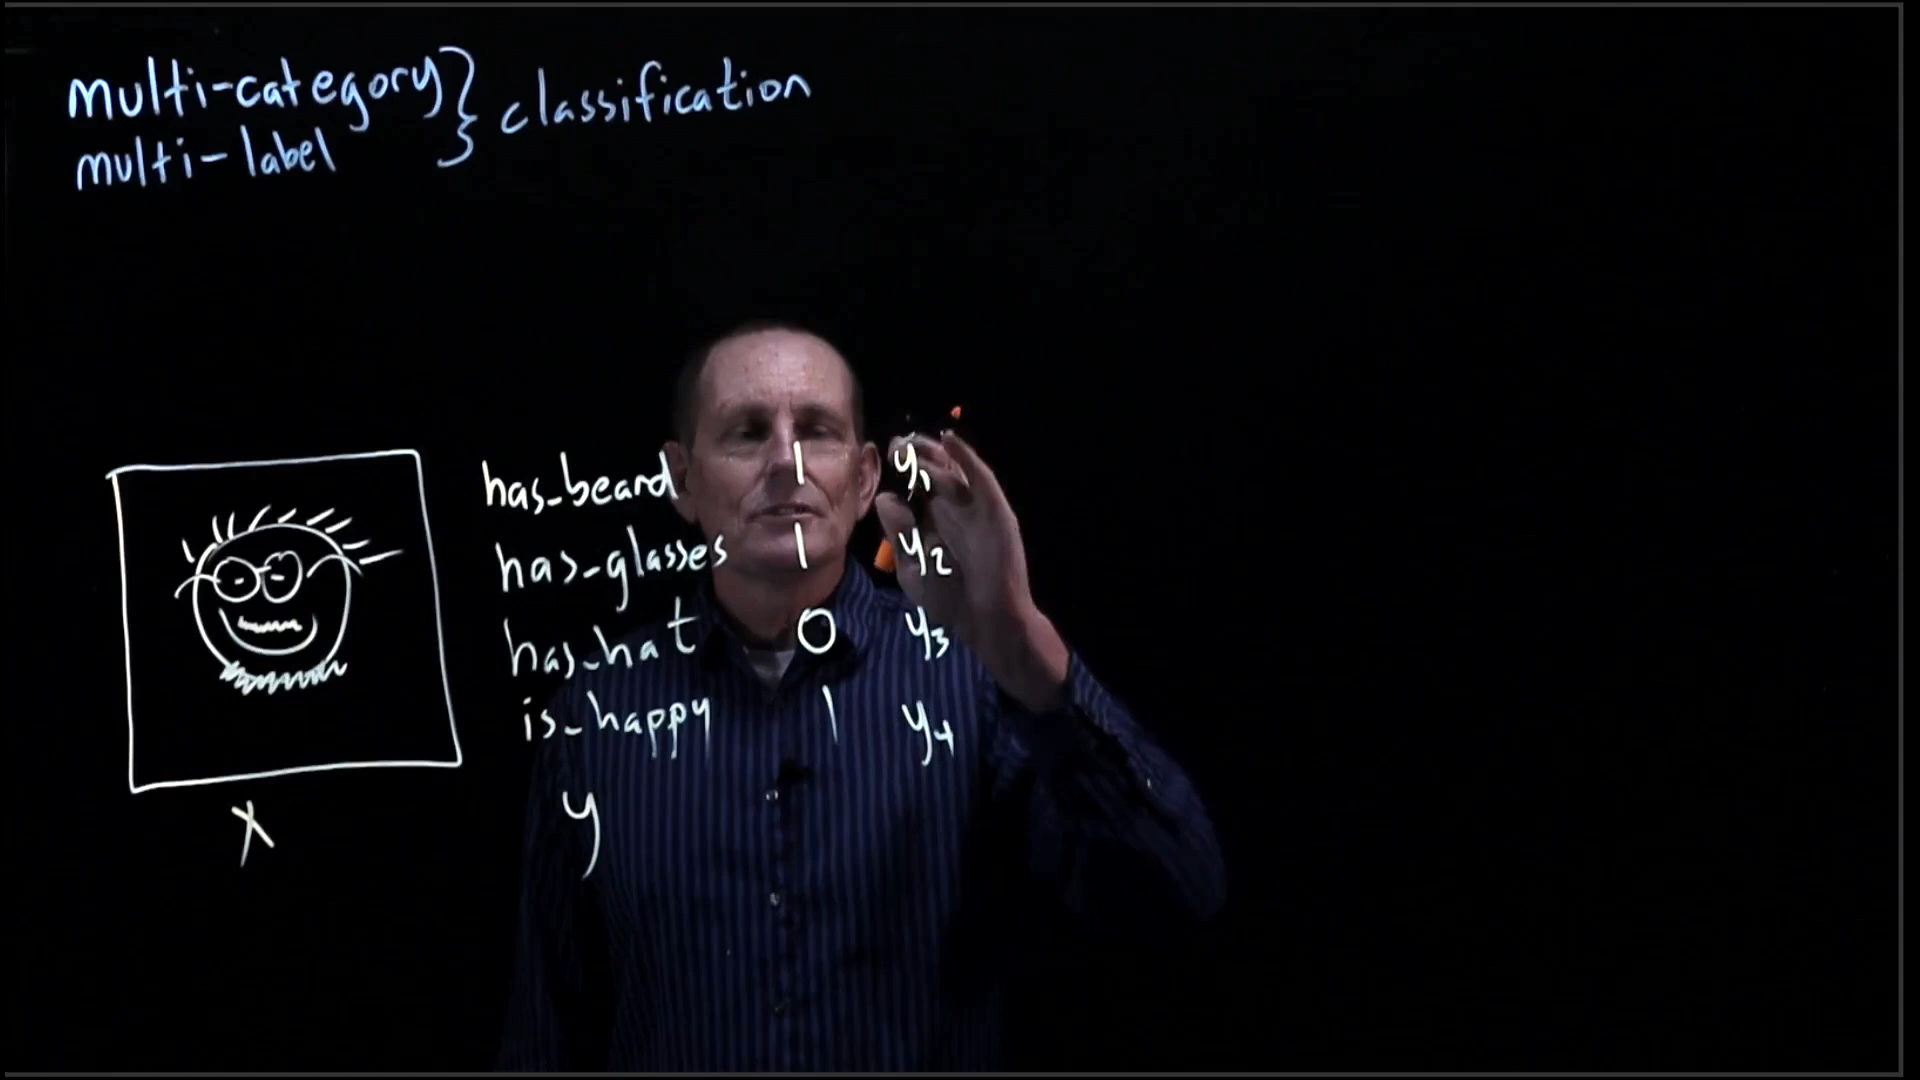 multi-category } classification
multi-label
has_beard 1 y₁
has_glasses 1 y₂
has_hat 0 y₃
is_happy 1 y₄
x y